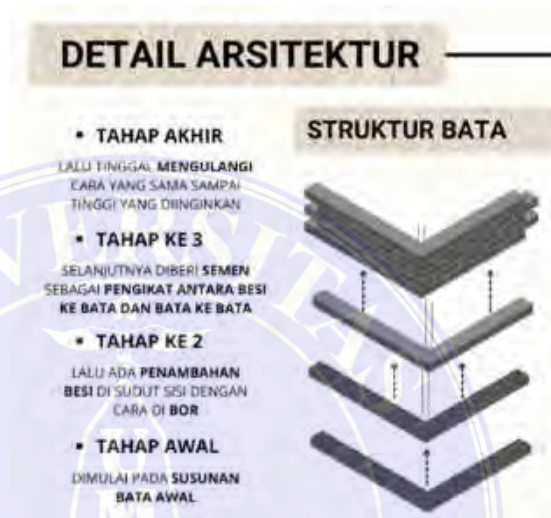 DETAIL ARSITEKTUR
• TAHAP AKHIR
LALU TINGGAL MENGULANGI
CARA YANG SAMA SAMPAI
TINGGI YANG DIINGINKAN
• TAHAP KE 3
SELANJUTNYA DIBERI SEMEN
SEBAGAI PENGIKAT ANTARA BESI
KE BATA DAN BATA KE BATA
• TAHAP KE 2
LALU ADA PENAMBAHAN
BESI DI SUDUT SISI DENGAN
CARA DI BOR
• TAHAP AWAL
DIMULAI PADA SUSUNAN
BATA AWAL
STRUKTUR BATA